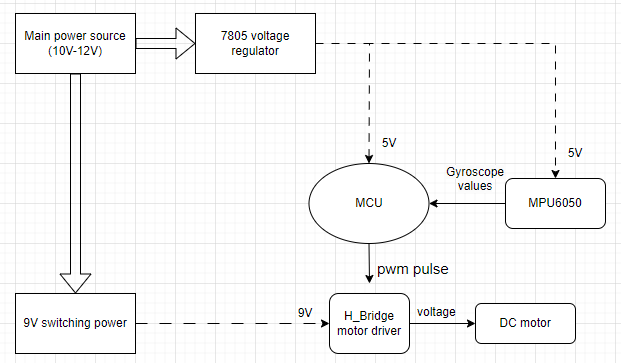 Main power source
(10V-12V)
7805 voltage
regulator
5V
5V
Gyroscope
values
MCU
MPU6050
pwm pulse
9V switching power
9V
H_Bridge
motor driver
voltage
DC motor